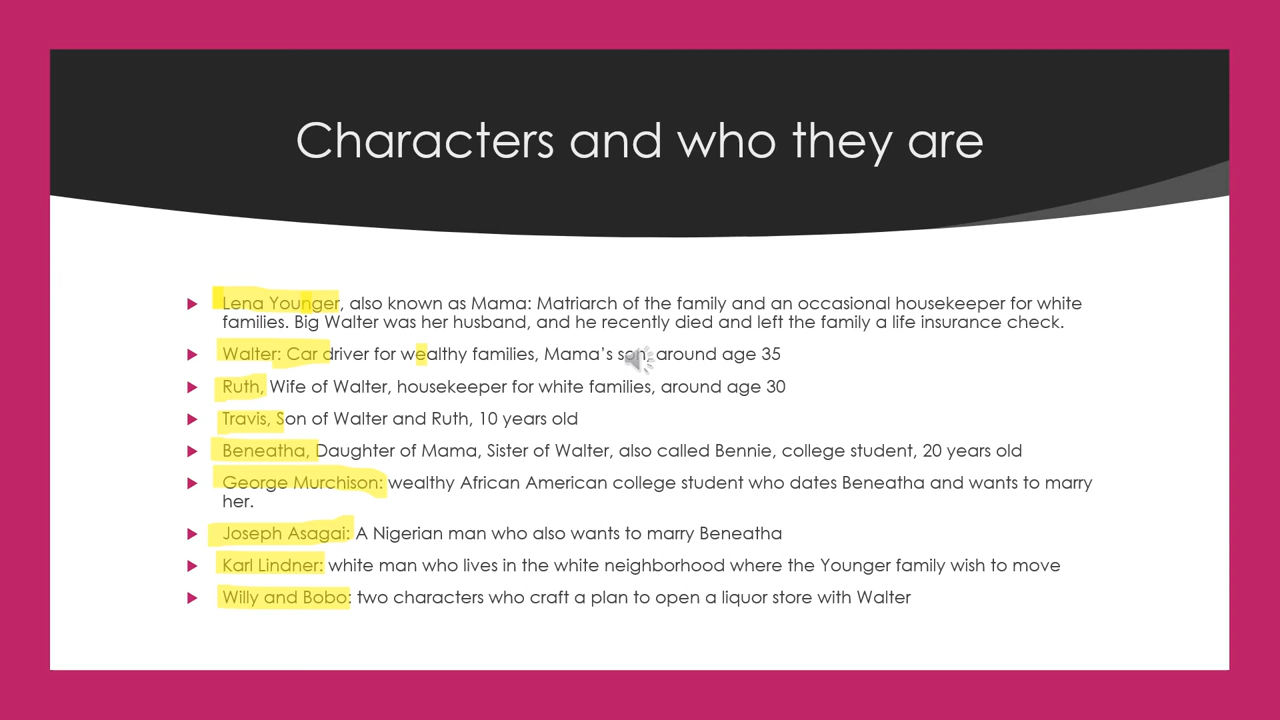 Characters and who they are
Lena Younger, also known as Mama: Matriarch of the family and an occasional housekeeper for white
families. Big Walter was her husband, and he recently died and left the family a life insurance check.
Walter: Car driver for wealthy families, Mama's son, around age 35
Ruth, Wife of Walter, housekeeper for white families, around age 30
Travis, Son of Walter and Ruth, 10 years old
Beneatha, Daughter of Mama, Sister of Walter, also called Bennie, college student, 20 years old
George Murchison: wealthy African American college student who dates Beneatha and wants to marry
her.
Joseph Asagai: A Nigerian man who also wants to marry Beneatha
Karl Lindner: white man who lives in the white neighborhood where the Younger family wish to move
Willy and Bobo: two characters who craft a plan to open a liquor store with Walter